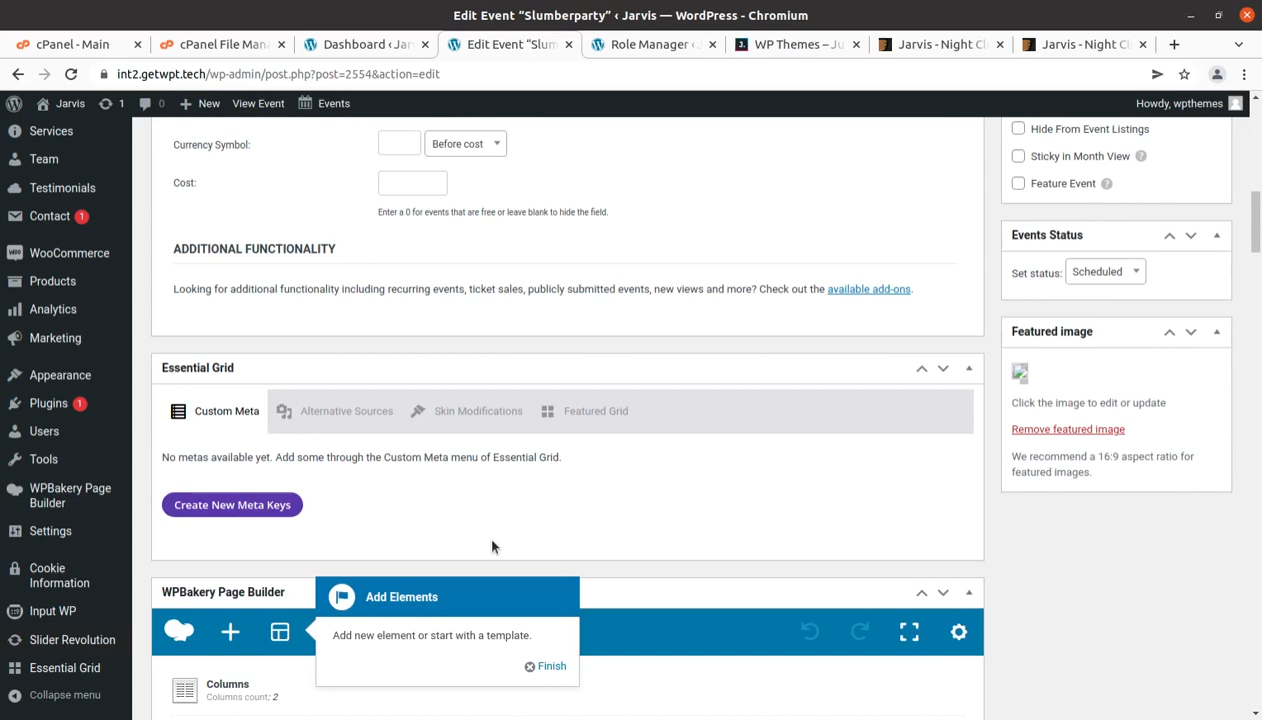 Edit Event “Slumberparty” ‹ Jarvis — WordPress - Chromium
cPanel - Main
cPanel File Man
Dashboard ‹ Jar
Edit Event “Slum
Role Manager ‹ J
WP Themes – Ju
Jarvis - Night C
Jarvis - Night C
int2.getwpt.tech/wp-admin/post.php?post=2554&action=edit
Jarvis
1
0
New
View Event
Events
Howdy, wpthemes
Services
Team
Testimonials
Contact 1
WooCommerce
Products
Analytics
Marketing
Appearance
Plugins 1
Users
Tools
WPBakery Page
Builder
Settings
Cookie
Information
Input WP
Slider Revolution
Essential Grid
Collapse menu
Currency Symbol:
Before cost
Cost:
Enter a 0 for events that are free or leave blank to hide the field.
ADDITIONAL FUNCTIONALITY
Looking for additional functionality including recurring events, ticket sales, publicly submitted events, new views and more? Check out the available add-ons.
Essential Grid
Custom Meta
Alternative Sources
Skin Modifications
Featured Grid
No metas available yet. Add some through the Custom Meta menu of Essential Grid.
Create New Meta Keys
WPBakery Page Builder
Add Elements
Add new element or start with a template.
Finish
Columns
Columns count: 2
Hide From Event Listings
Sticky in Month View ?
Feature Event ?
Events Status
Set status: Scheduled
Featured image
Click the image to edit or update
Remove featured image
We recommend a 16:9 aspect ratio for
featured images.